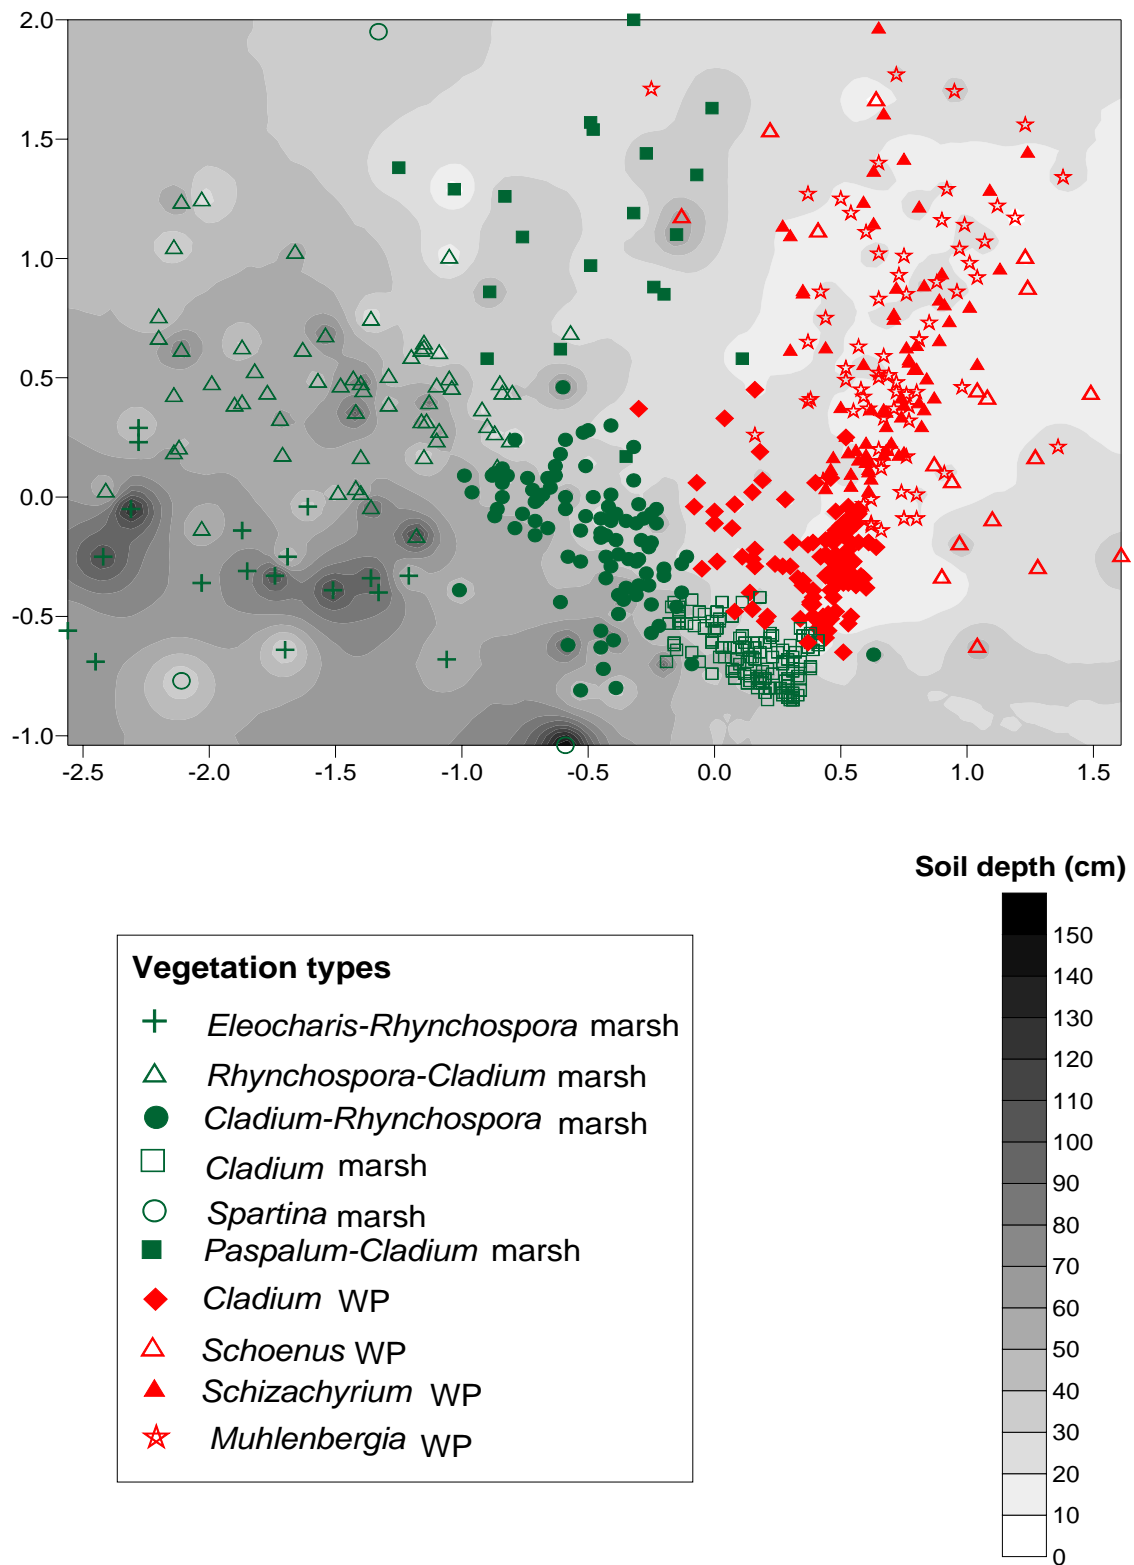 2.0
1.5
1.0
0.5
0.0
-0.5
-1.0
-2.5 -2.0 -1.5 -1.0 -0.5 0.0 0.5 1.0 1.5
Soil depth (cm)
150
140
130
120
110
100
90
80
70
60
50
40
30
20
10
0
Vegetation types
Eleocharis-Rhynchospora marsh
Rhynchospora-Cladium marsh
Cladium-Rhynchospora marsh
Cladium marsh
Spartina marsh
Paspalum-Cladium marsh
Cladium WP
Schoenus WP
Schizachyrium WP
Muhlenbergia WP